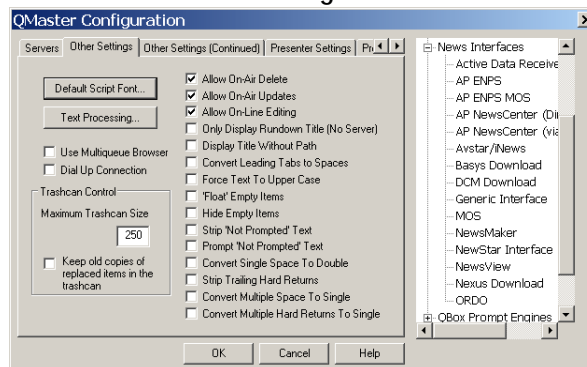 QMaster Configuration
Servers
Other Settings
Other Settings (Continued)
Presenter Settings
Default Script Font...
Text Processing...
Use Multiqueue Browser
Dial Up Connection
Trashcan Control
Maximum Trashcan Size
250
Keep old copies of
replaced items in the
trashcan
Allow On-Air Delete
Allow On-Air Updates
Allow On-Line Editing
Only Display Rundown Title (No Server)
Display Title Without Path
Convert Leading Tabs to Spaces
Force Text To Upper Case
'Float' Empty Items
Hide Empty Items
Strip 'Not Prompted' Text
Prompt 'Not Prompted' Text
Convert Single Space To Double
Strip Trailing Hard Returns
Convert Multiple Space To Single
Convert Multiple Hard Returns To Single
OK
Cancel
Help
News Interfaces
Active Data Receive
AP ENPS
AP ENPS MOS
AP NewsCenter (Di
AP NewsCenter (via
Avstar/iNews
Basys Download
DCM Download
Generic Interface
MOS
NewsMaker
NewStar Interface
NewsView
Nexus Download
ORDO
QBox Prompt Engines